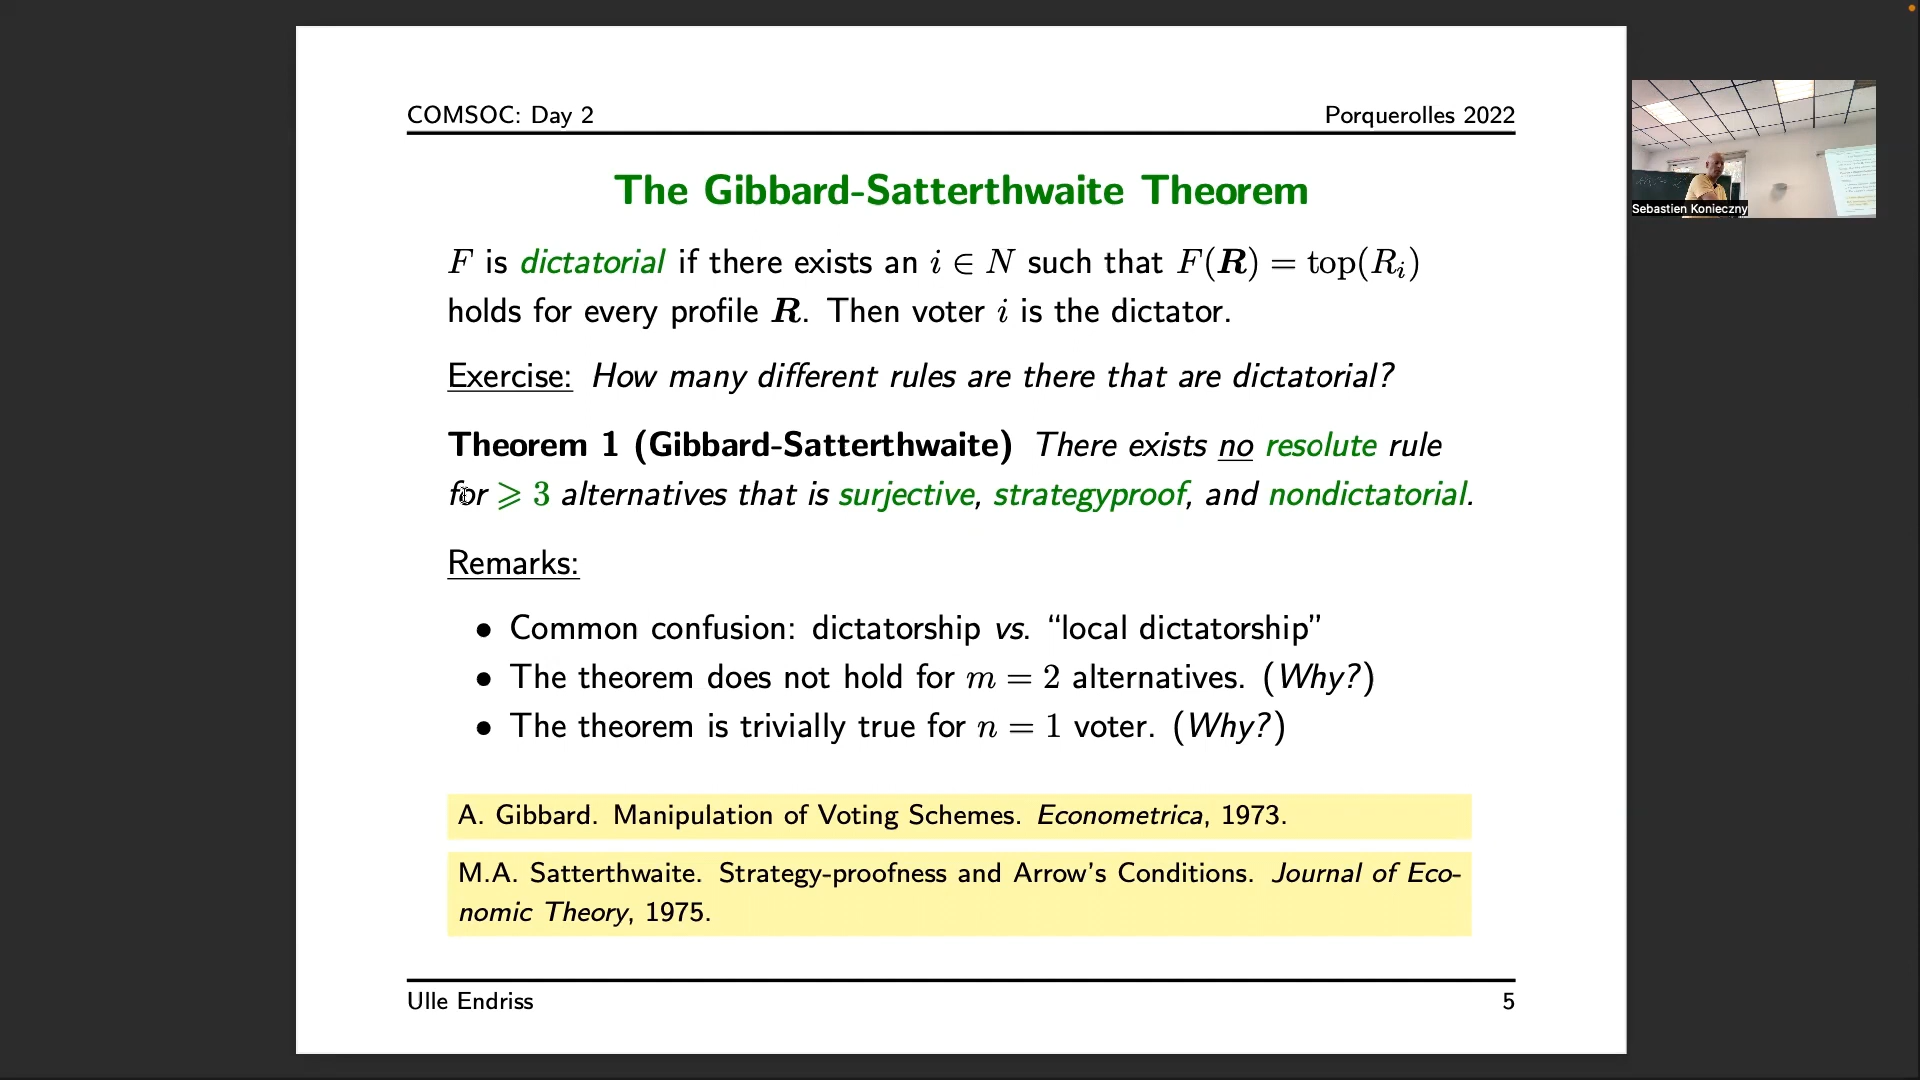 COMSOC: Day 2
Porquerolles 2022
The Gibbard-Satterthwaite Theorem
F is dictatorial if there exists an i ∈ N such that F(R) = top(Rᵢ)
holds for every profile R. Then voter i is the dictator.
Exercise: How many different rules are there that are dictatorial?
Theorem 1 (Gibbard-Satterthwaite) There exists no resolute rule
for ⩾ 3 alternatives that is surjective, strategyproof, and nondictatorial.
Remarks:
• Common confusion: dictatorship vs. “local dictatorship”
• The theorem does not hold for m = 2 alternatives. (Why?)
• The theorem is trivially true for n = 1 voter. (Why?)
A. Gibbard. Manipulation of Voting Schemes. Econometrica, 1973.
M.A. Satterthwaite. Strategy-proofness and Arrow’s Conditions. Journal of Eco-
nomic Theory, 1975.
Ulle Endriss
5
Sebastien Konieczny